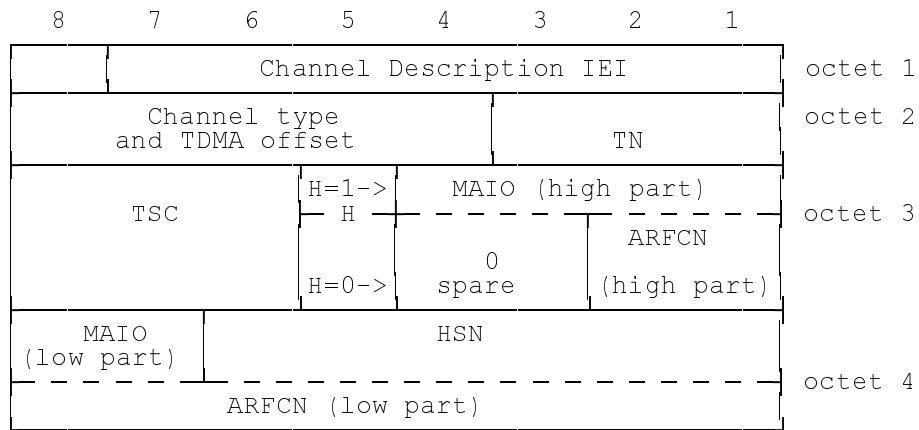 8 7 6 5 4 3 2 1
Channel Description IEI octet 1
Channel type octet 2
and TDMA offset TN
H=1-> MAIO (high part)
TSC H octet 3
ARFCN
0
H=0-> spare (high part)
MAIO HSN
(low part)
octet 4
ARFCN (low part)